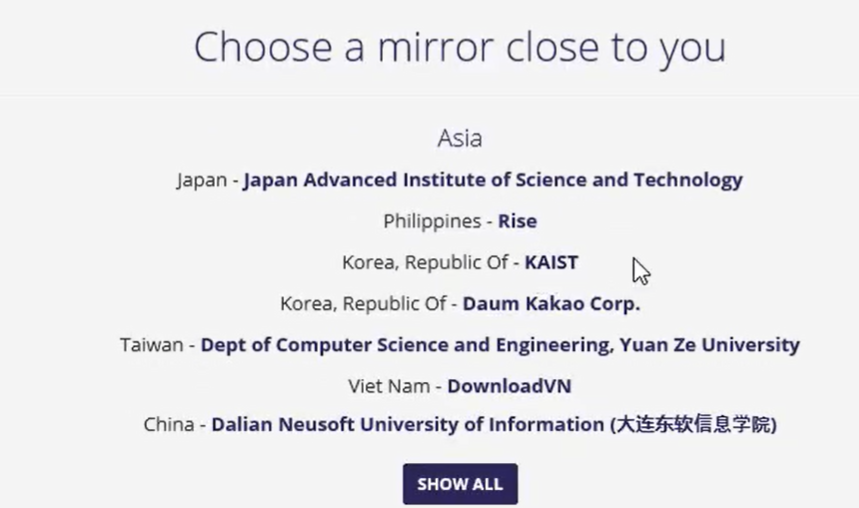 Choose a mirror close to you
Asia
Japan - Japan Advanced Institute of Science and Technology
Philippines - Rise
Korea, Republic Of - KAIST
Korea, Republic Of - Daum Kakao Corp.
Taiwan - Dept of Computer Science and Engineering, Yuan Ze University
Viet Nam - DownloadVN
China - Dalian Neusoft University of Information (大连东软信息学院)
SHOW ALL